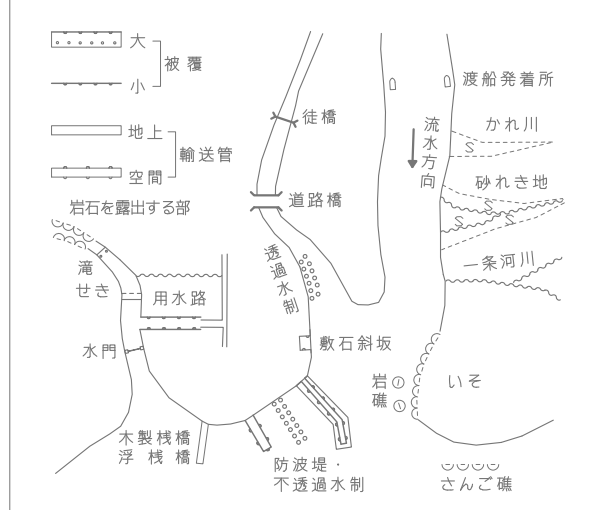 大
被覆
小
地上
輸送管
空間
岩石を露出する部
滝
せき
用水路
水門
木製桟橋
浮桟橋
徒橋
道路橋
透過水制
敷石斜坂
防波堤・
不透過水制
流水方向
渡船発着所
かれ川
砂れき地
一条河川
岩礁
いそ
さんご礁